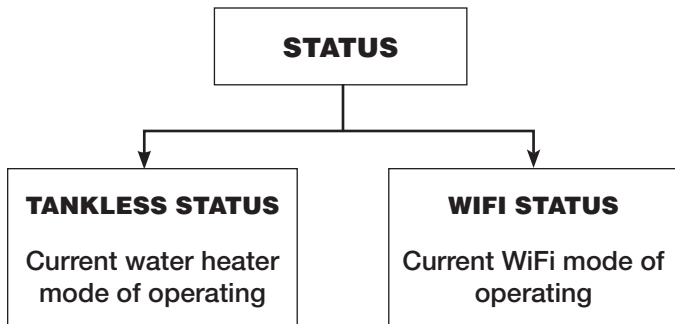 STATUS
TANKLESS STATUS
Current water heater
mode of operating
WIFI STATUS
Current WiFi mode of
operating